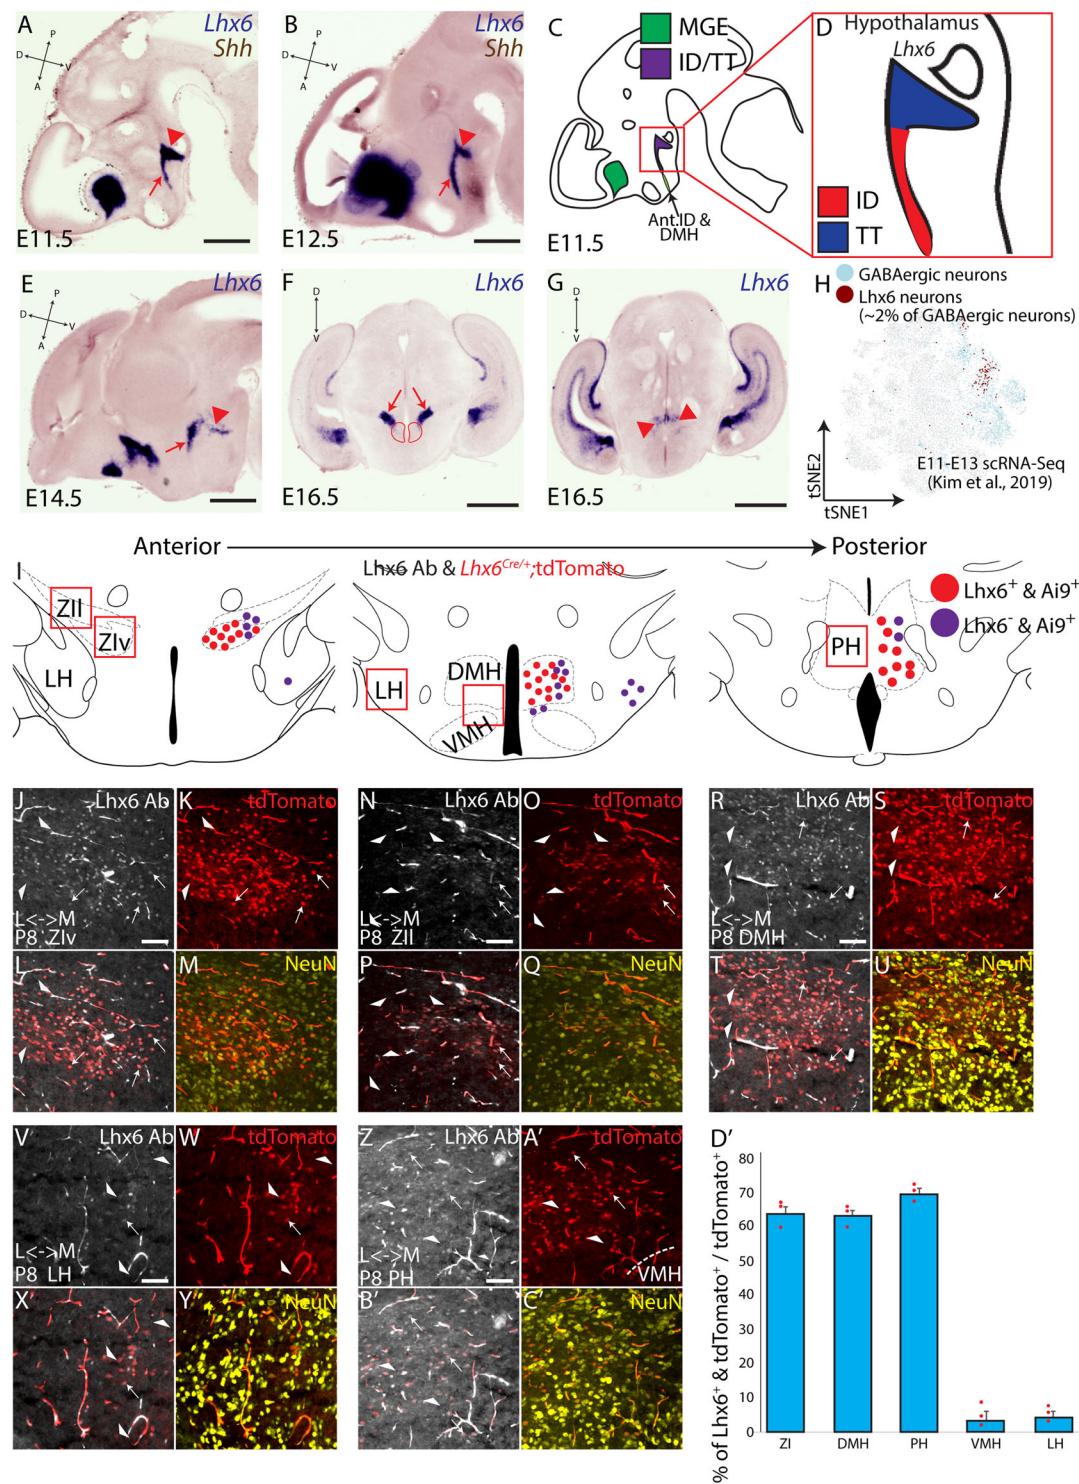 A
Lhx6
Shh
P
D
V
A
E11.5
B
Lhx6
Shh
P
D
V
A
E12.5
C
MGE
ID/TT
Ant.ID &
DMH
E11.5
D
Hypothalamus
Lhx6
ID
TT
E
Lhx6
P
D
V
A
E14.5
F
Lhx6
D
V
E16.5
G
Lhx6
D
V
E16.5
H
GABAergic neurons
Lhx6 neurons
(~2% of GABAergic neurons)
E11-E13 scRNA-Seq
(Kim et al., 2019)
tSNE2
tSNE1
Anterior
Posterior
I
Lhx6 Ab & Lhx6Cre/+;tdTomato
ZIl
ZIv
LH
LH
DMH
VMH
PH
Lhx6+ & Ai9+
Lhx6- & Ai9+
J
Lhx6 Ab
L<->M
P8 ZIv
K
tdTomato
L
M
NeuN
N
Lhx6 Ab
L<->M
P8 ZIl
O
tdTomato
P
Q
NeuN
R
Lhx6 Ab
L<->M
P8 DMH
S
tdTomato
T
U
NeuN
V
Lhx6 Ab
L<->M
P8 LH
W
tdTomato
X
Y
NeuN
Z
Lhx6 Ab
L<->M
P8 PH
A'
tdTomato
VMH
B'
C'
NeuN
D'
% of Lhx6+ & tdTomato+ / tdTomato+
80
70
60
50
40
30
20
10
0
ZI
DMH
PH
VMH
LH